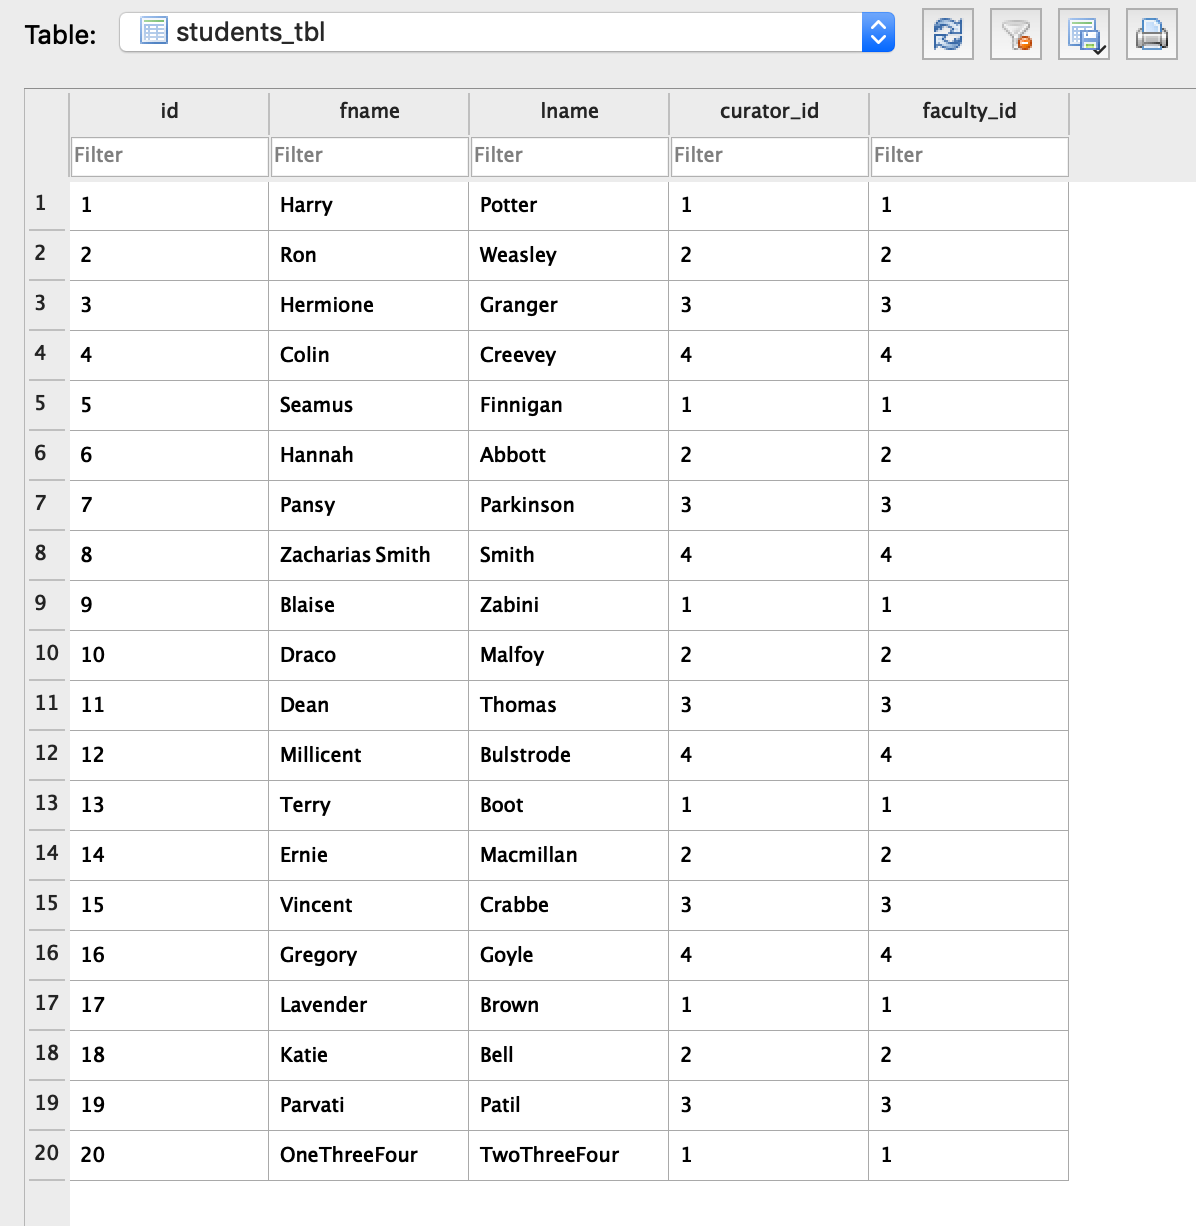 Table: students_tbl
id fname lname curator_id faculty_id
Filter Filter Filter Filter Filter
1 1 Harry Potter 1 1
2 2 Ron Weasley 2 2
3 3 Hermione Granger 3 3
4 4 Colin Creevey 4 4
5 5 Seamus Finnigan 1 1
6 6 Hannah Abbott 2 2
7 7 Pansy Parkinson 3 3
8 8 Zacharias Smith Smith 4 4
9 9 Blaise Zabini 1 1
10 10 Draco Malfoy 2 2
11 11 Dean Thomas 3 3
12 12 Millicent Bulstrode 4 4
13 13 Terry Boot 1 1
14 14 Ernie Macmillan 2 2
15 15 Vincent Crabbe 3 3
16 16 Gregory Goyle 4 4
17 17 Lavender Brown 1 1
18 18 Katie Bell 2 2
19 19 Parvati Patil 3 3
20 20 OneThreeFour TwoThreeFour 1 1